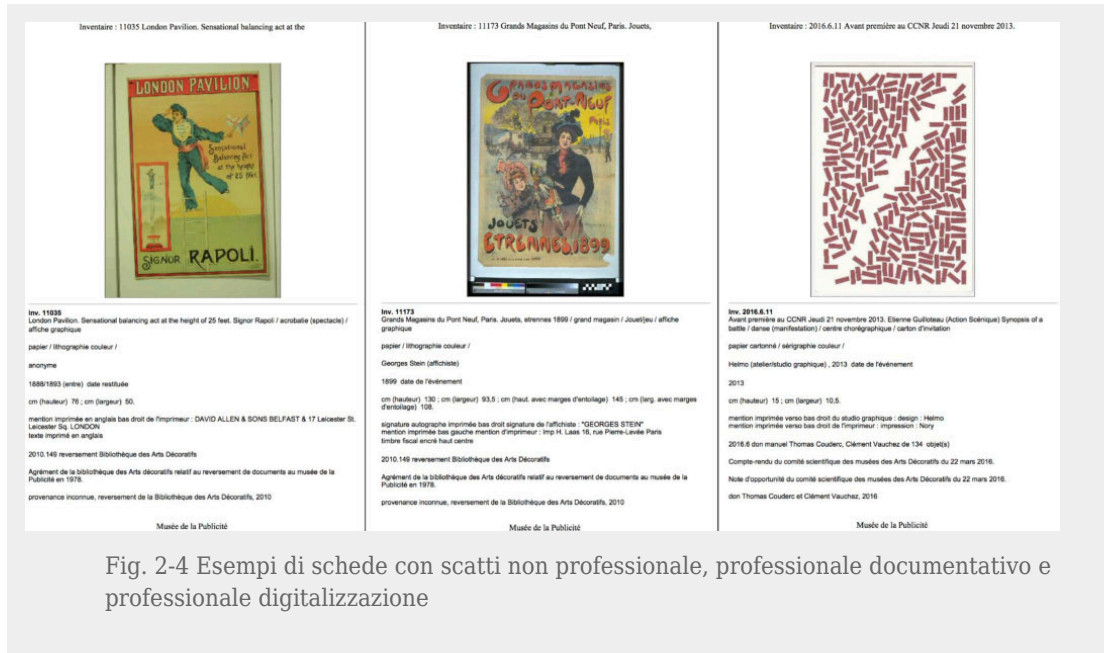 Inventaire : 11035 London Pavilion. Sensational balancing act at the
LONDON PAVILION
Sensational
Balancing Act
at the height
of 25 feet.
SIGNOR RAPOLI.
Inv. 11035
London Pavilion. Sensational balancing act at the height of 25 feet. Signor Rapoli / acrobatie (spectacle) /
affiche graphique
papier / lithographie couleur /
anonyme
1888/1893 (entre) date restituée
cm (hauteur) 76 ; cm (largeur) 50.
mention imprimée en anglais bas droit de l'imprimeur : DAVID ALLEN & SONS BELFAST & 17 Leicester St.
Leicester Sq. LONDON
texte imprimé en anglais
2010.149 reversement Bibliothèque des Arts Décoratifs
Agrément de la bibliothèque des Arts décoratifs relatif au reversement de documents au musée de la
Publicité en 1978.
provenance inconnue, reversement de la Bibliothèque des Arts Décoratifs, 2010
Musée de la Publicité
Inventaire : 11173 Grands Magasins du Pont Neuf, Paris. Jouets,
GRANDS MAGASINS
DU PONT-NEUF
PARIS
JOUETS
ETRENNES 1899
Inv. 11173
Grands Magasins du Pont Neuf, Paris. Jouets, etrennes 1899 / grand magasin / Jouet/jeu / affiche
graphique
papier / lithographie couleur /
Georges Stein (affichiste)
1899 date de l'événement
cm (hauteur) 130 ; cm (largeur) 93,5 ; cm (haut. avec marges d'entoilage) 145 ; cm (larg. avec marges
d'entoilage) 108.
signature autographe imprimée bas droit signature de l'affichiste : "GEORGES STEIN"
mention imprimée bas gauche mention d'imprimeur : Imp H. Laas 16, rue Pierre-Levée Paris
timbre fiscal encré haut centre
2010.149 reversement Bibliothèque des Arts Décoratifs
Agrément de la bibliothèque des Arts décoratifs relatif au reversement de documents au musée de la
Publicité en 1978.
provenance inconnue, reversement de la Bibliothèque des Arts Décoratifs, 2010
Musée de la Publicité
Inventaire : 2016.6.11 Avant première au CCNR Jeudi 21 novembre 2013.
Inv. 2016.6.11
Avant première au CCNR Jeudi 21 novembre 2013. Etienne Guilloteau (Action Scénique) Synopsis of a
battle / danse (manifestation) / centre chorégraphique / carton d'invitation
papier cartonné / sérigraphie couleur /
Helmo (atelier/studio graphique) , 2013 date de l'événement
2013
cm (hauteur) 15 ; cm (largeur) 10,5.
mention imprimée verso bas droit du studio graphique : design : Helmo
mention imprimée verso bas droit de l'imprimeur : impression : Nory
2016.6 don manuel Thomas Couderc, Clément Vauchez de 134 objet(s)
Compte-rendu du comité scientifique des musées des Arts Décoratifs du 22 mars 2016.
Note d'opportunité du comité scientifique des musées des Arts Décoratifs du 22 mars 2016.
don Thomas Couderc et Clément Vauchez, 2016
Musée de la Publicité
Fig. 2-4 Esempi di schede con scatti non professionale, professionale documentativo e
professionale digitalizzazione